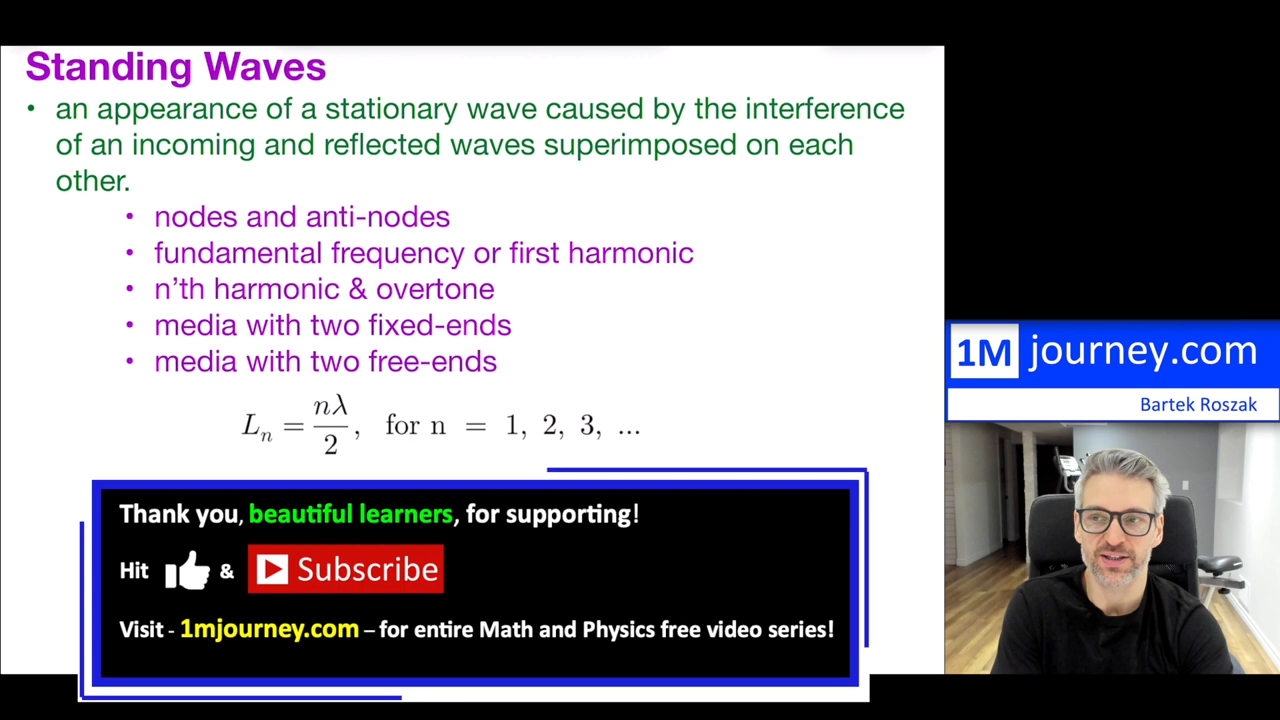 Standing Waves
• an appearance of a stationary wave caused by the interference
of an incoming and reflected waves superimposed on each
other.
• nodes and anti-nodes
• fundamental frequency or first harmonic
• n’th harmonic & overtone
• media with two fixed-ends
• media with two free-ends
Lₙ = nλ/2, for n = 1, 2, 3, ...
Thank you, beautiful learners, for supporting!
Hit & Subscribe
Visit - 1mjourney.com – for entire Math and Physics free video series!
1M journey.com
Bartek Roszak